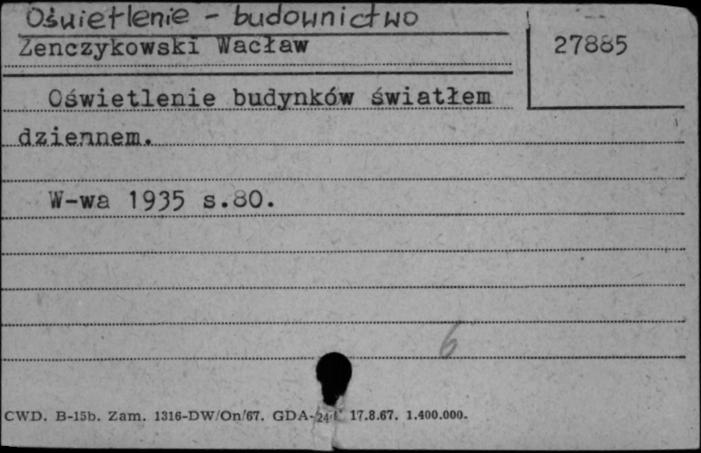 Oświetlenie - budownictwo
Zenczykowski Wacław
27885
Oświetlenie budynków światłem
dziennem.
W-wa 1935 s.80.
6
CWD. B-15b. Zam. 1316-DW/On/67. GDA- 17.8.67. 1.400.000.